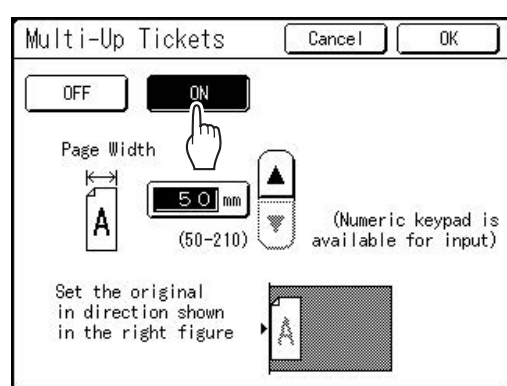 Multi-Up Tickets Cancel OK
OFF ON
Page Width
A 50 mm
(50-210)
(Numeric keypad is
available for input)
Set the original
in direction shown
in the right figure
A